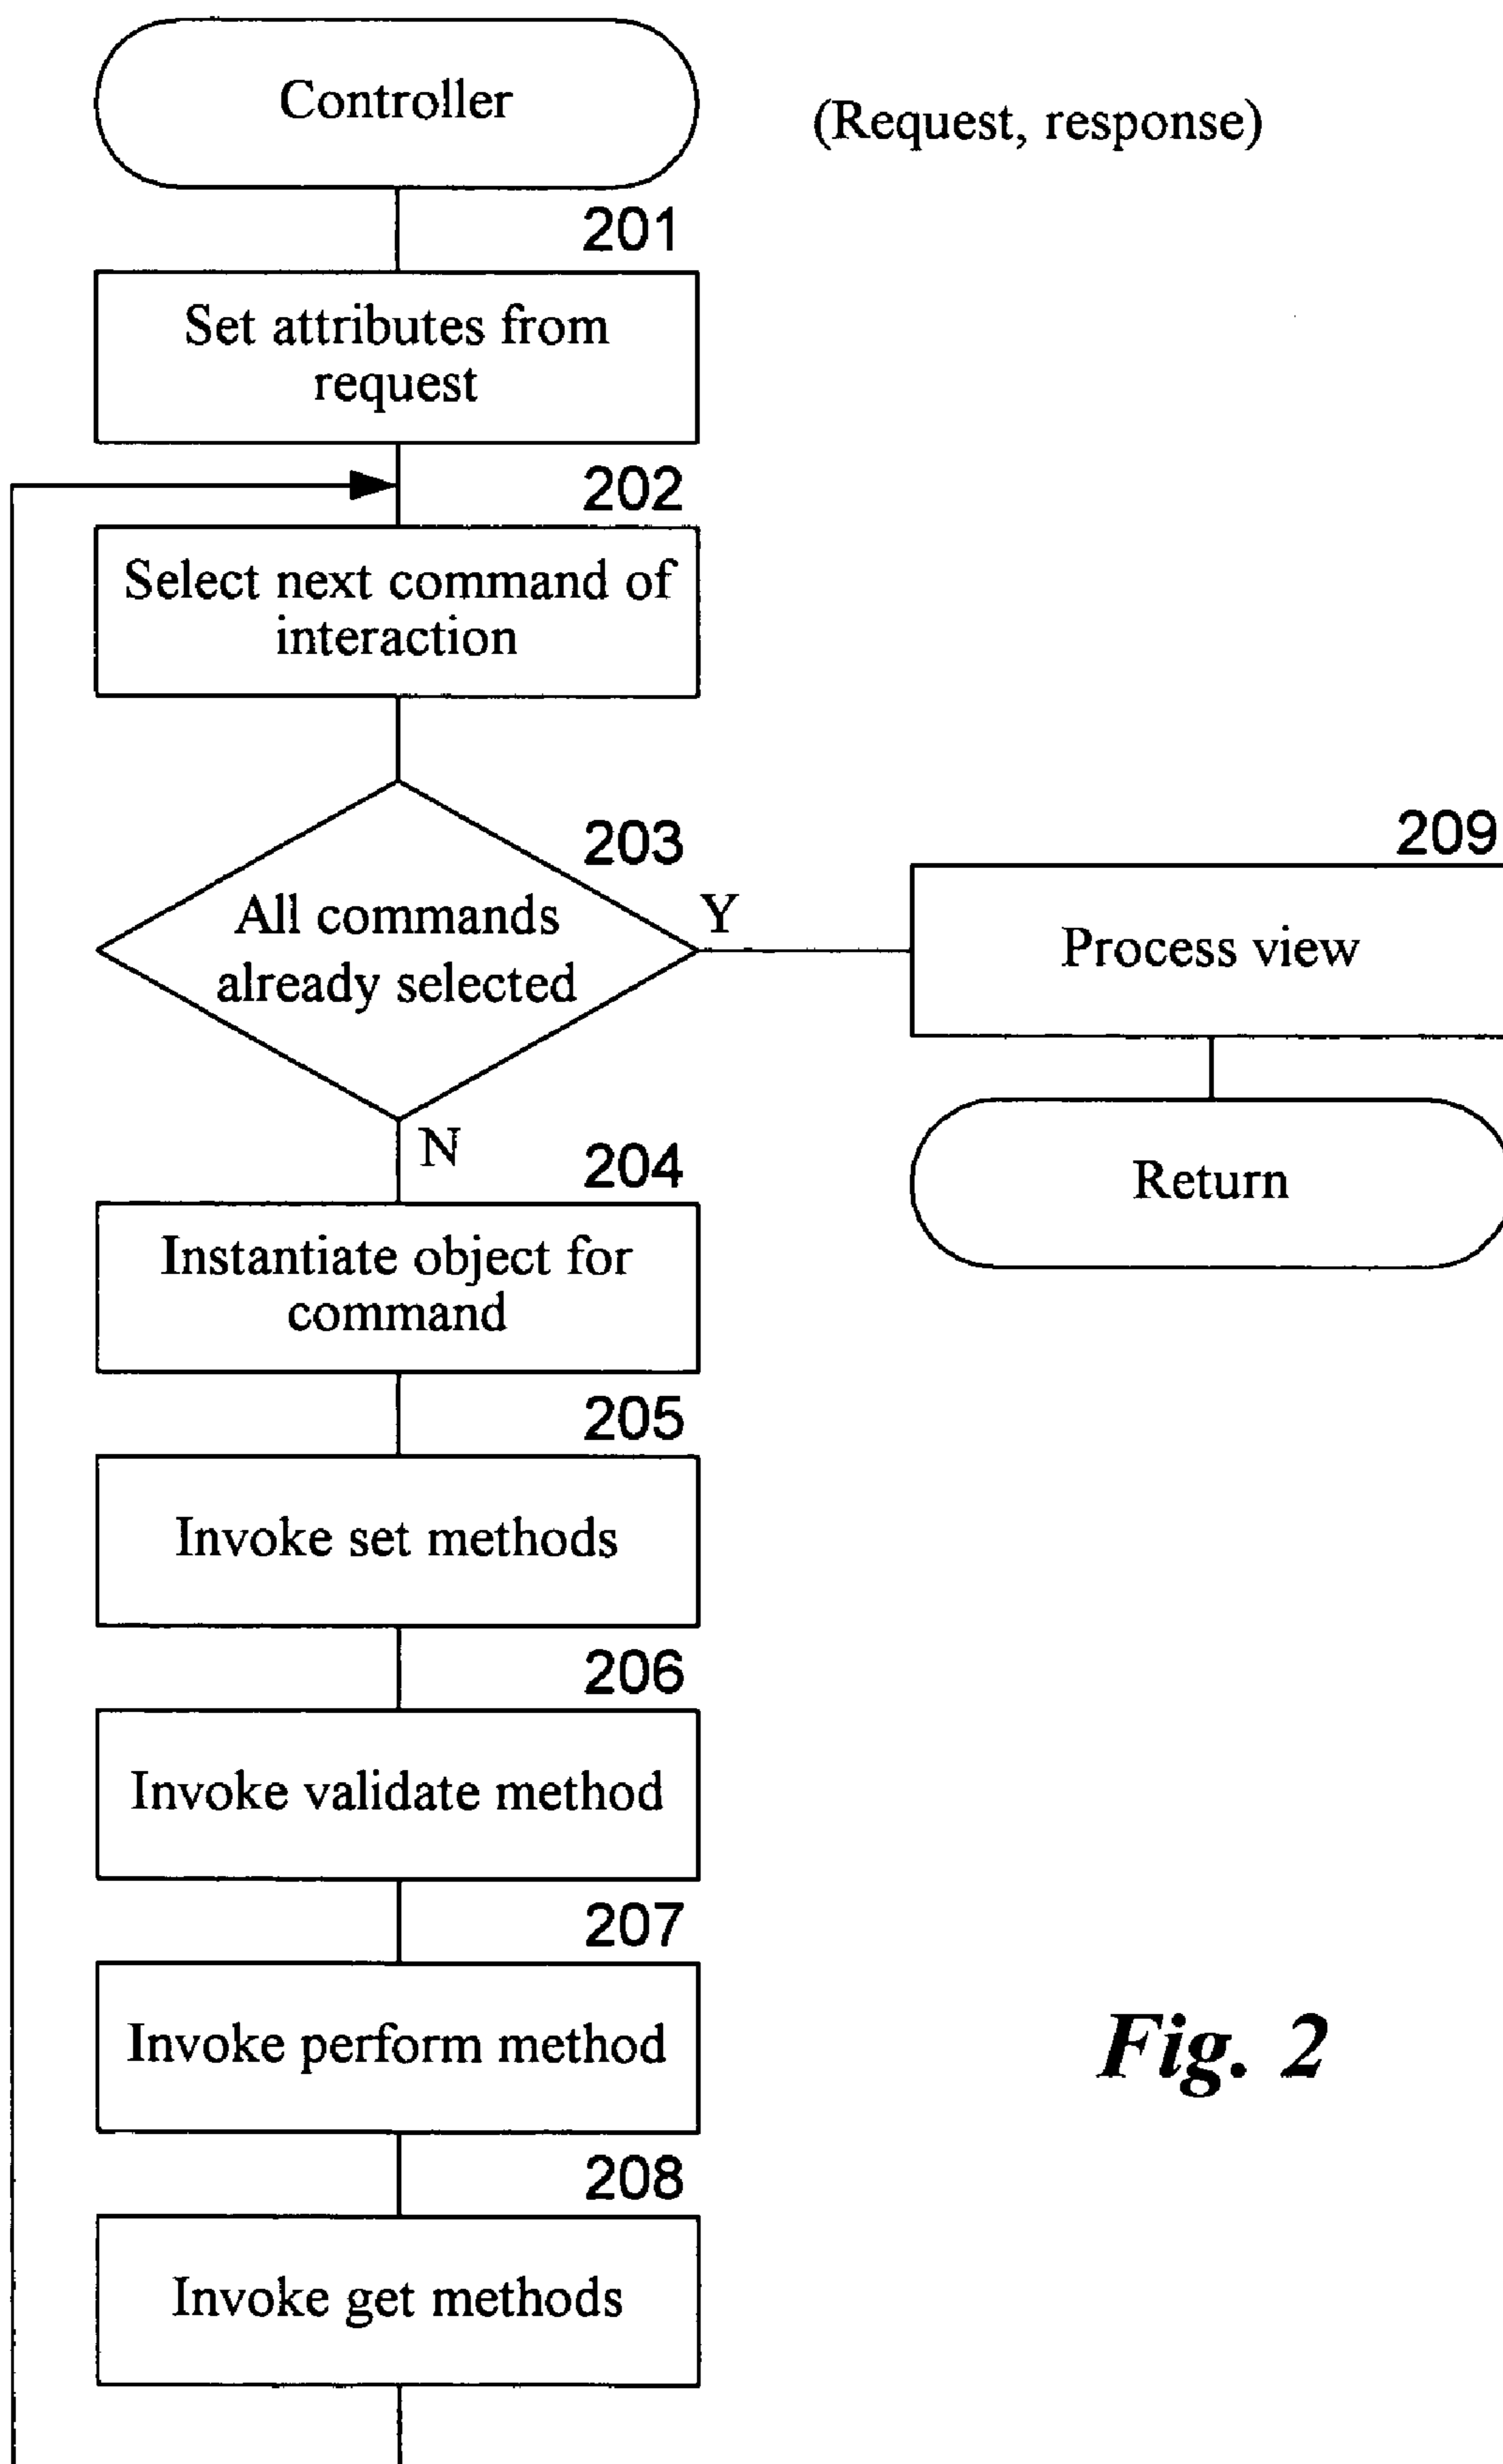 Controller
(Request, response)
201
Set attributes from
request
202
Select next command of
interaction
203
All commands
already selected
Y
209
Process view
Return
N
204
Instantiate object for
command
205
Invoke set methods
206
Invoke validate method
207
Invoke perform method
208
Invoke get methods
Fig. 2